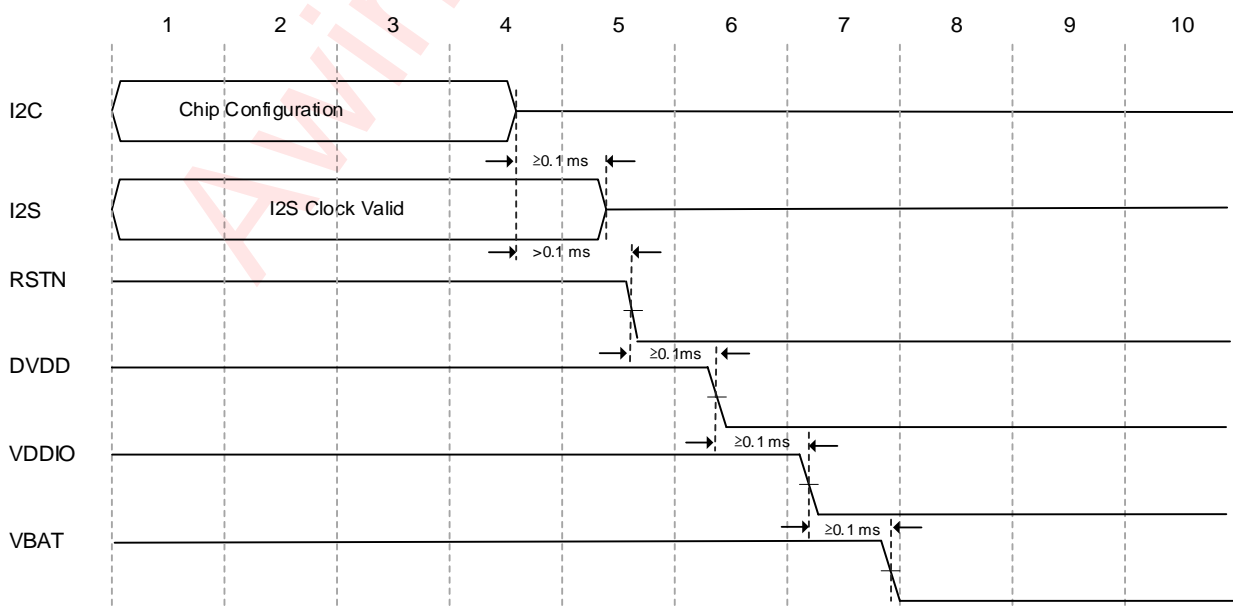 1 2 3 4 5 6 7 8 9 10
I2C
Chip Configuration
≥0.1 ms
I2S
I2S Clock Valid
>0.1 ms
RSTN
≥0.1ms
DVDD
≥0.1 ms
VDDIO
≥0.1 ms
VBAT